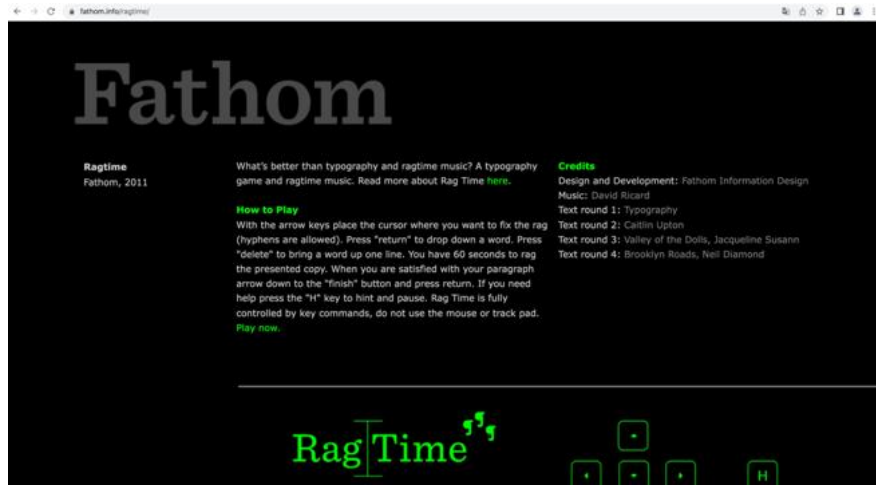 fathom.info/ragtime/
Fathom
Ragtime
Fathom, 2011
What's better than typography and ragtime music? A typography
game and ragtime music. Read more about Rag Time here.
How to Play
With the arrow keys place the cursor where you want to fix the rag
(hyphens are allowed). Press "return" to drop down a word. Press
"delete" to bring a word up one line. You have 60 seconds to rag
the presented copy. When you are satisfied with your paragraph
arrow down to the "finish" button and press return. If you need
help press the "H" key to hint and pause. Rag Time is fully
controlled by key commands, do not use the mouse or track pad.
Play now.
Credits
Design and Development: Fathom Information Design
Music: David Ricard
Text round 1: Typography
Text round 2: Caitlin Upton
Text round 3: Valley of the Dolls, Jacqueline Susann
Text round 4: Brooklyn Roads, Neil Diamond
Rag Time ¶¶¶
H